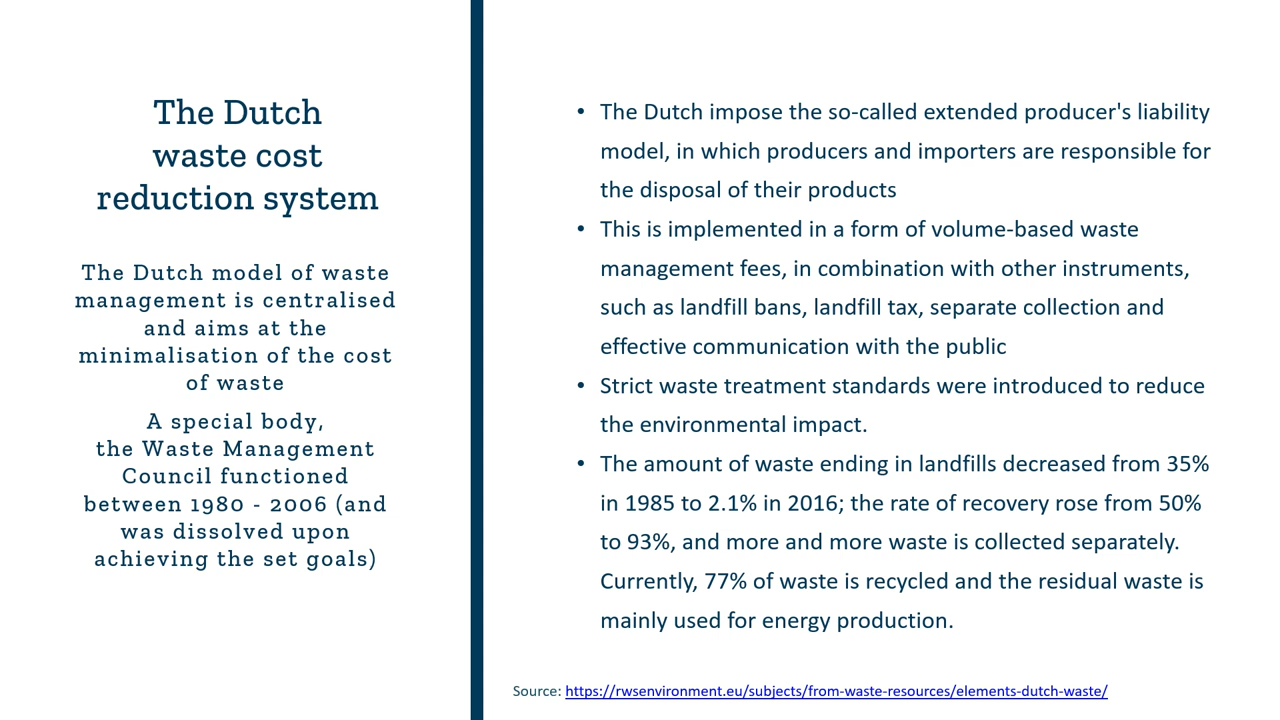 The Dutch
waste cost
reduction system
The Dutch model of waste
management is centralised
and aims at the
minimalisation of the cost
of waste
A special body,
the Waste Management
Council functioned
between 1980 - 2006 (and
was dissolved upon
achieving the set goals)
• The Dutch impose the so-called extended producer's liability
model, in which producers and importers are responsible for
the disposal of their products
• This is implemented in a form of volume-based waste
management fees, in combination with other instruments,
such as landfill bans, landfill tax, separate collection and
effective communication with the public
• Strict waste treatment standards were introduced to reduce
the environmental impact.
• The amount of waste ending in landfills decreased from 35%
in 1985 to 2.1% in 2016; the rate of recovery rose from 50%
to 93%, and more and more waste is collected separately.
Currently, 77% of waste is recycled and the residual waste is
mainly used for energy production.
Source: https://rwsenvironment.eu/subjects/from-waste-resources/elements-dutch-waste/